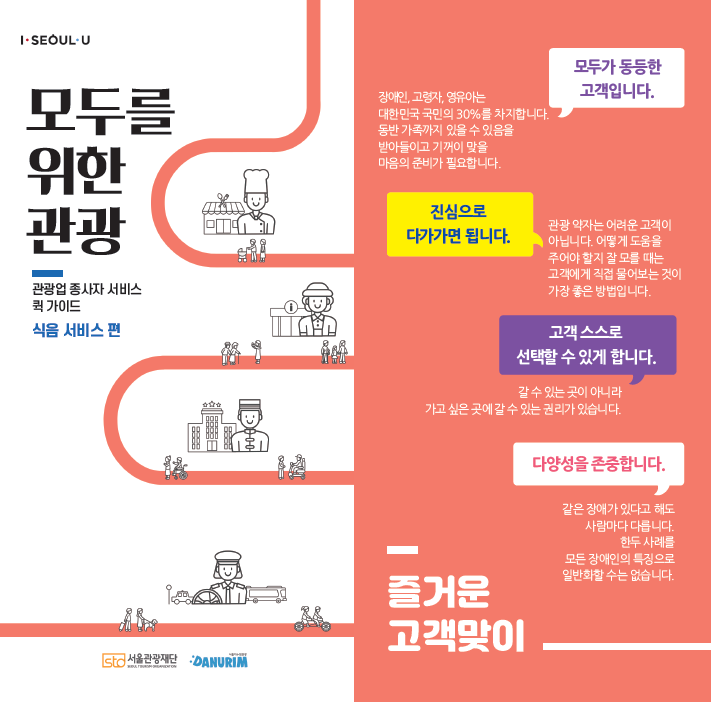 I·SEOUL·U
모두를
위한
관광
관광업 종사자 서비스
퀵 가이드
식음 서비스 편
std 서울관광재단
SEOUL TOURISM ORGANIZATION
DANURIM
모두가 동등한
고객입니다.
장애인, 고령자, 영유아는
대한민국 국민의 30%를 차지합니다.
동반 가족까지 있을 수 있음을
받아들이고 기꺼이 맞을
마음의 준비가 필요합니다.
진심으로
다가가면 됩니다.
관광 약자는 어려운 고객이
아닙니다. 어떻게 도움을
주어야 할지 잘 모를 때는
고객에게 직접 물어보는 것이
가장 좋은 방법입니다.
고객 스스로
선택할 수 있게 합니다.
갈 수 있는 곳이 아니라
가고 싶은 곳에 갈 수 있는 권리가 있습니다.
다양성을 존중합니다.
같은 장애가 있다고 해도
사람마다 다릅니다.
한두 사례를
모든 장애인의 특징으로
일반화할 수는 없습니다.
즐거운
고객맞이